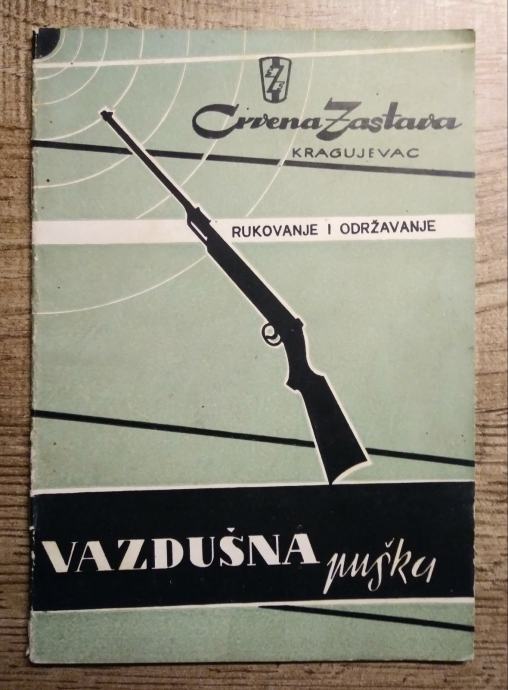 Crvena Zastava
KRAGUJEVAC
RUKOVANJE I ODRŽAVANJE
VAZDUŠNA puška